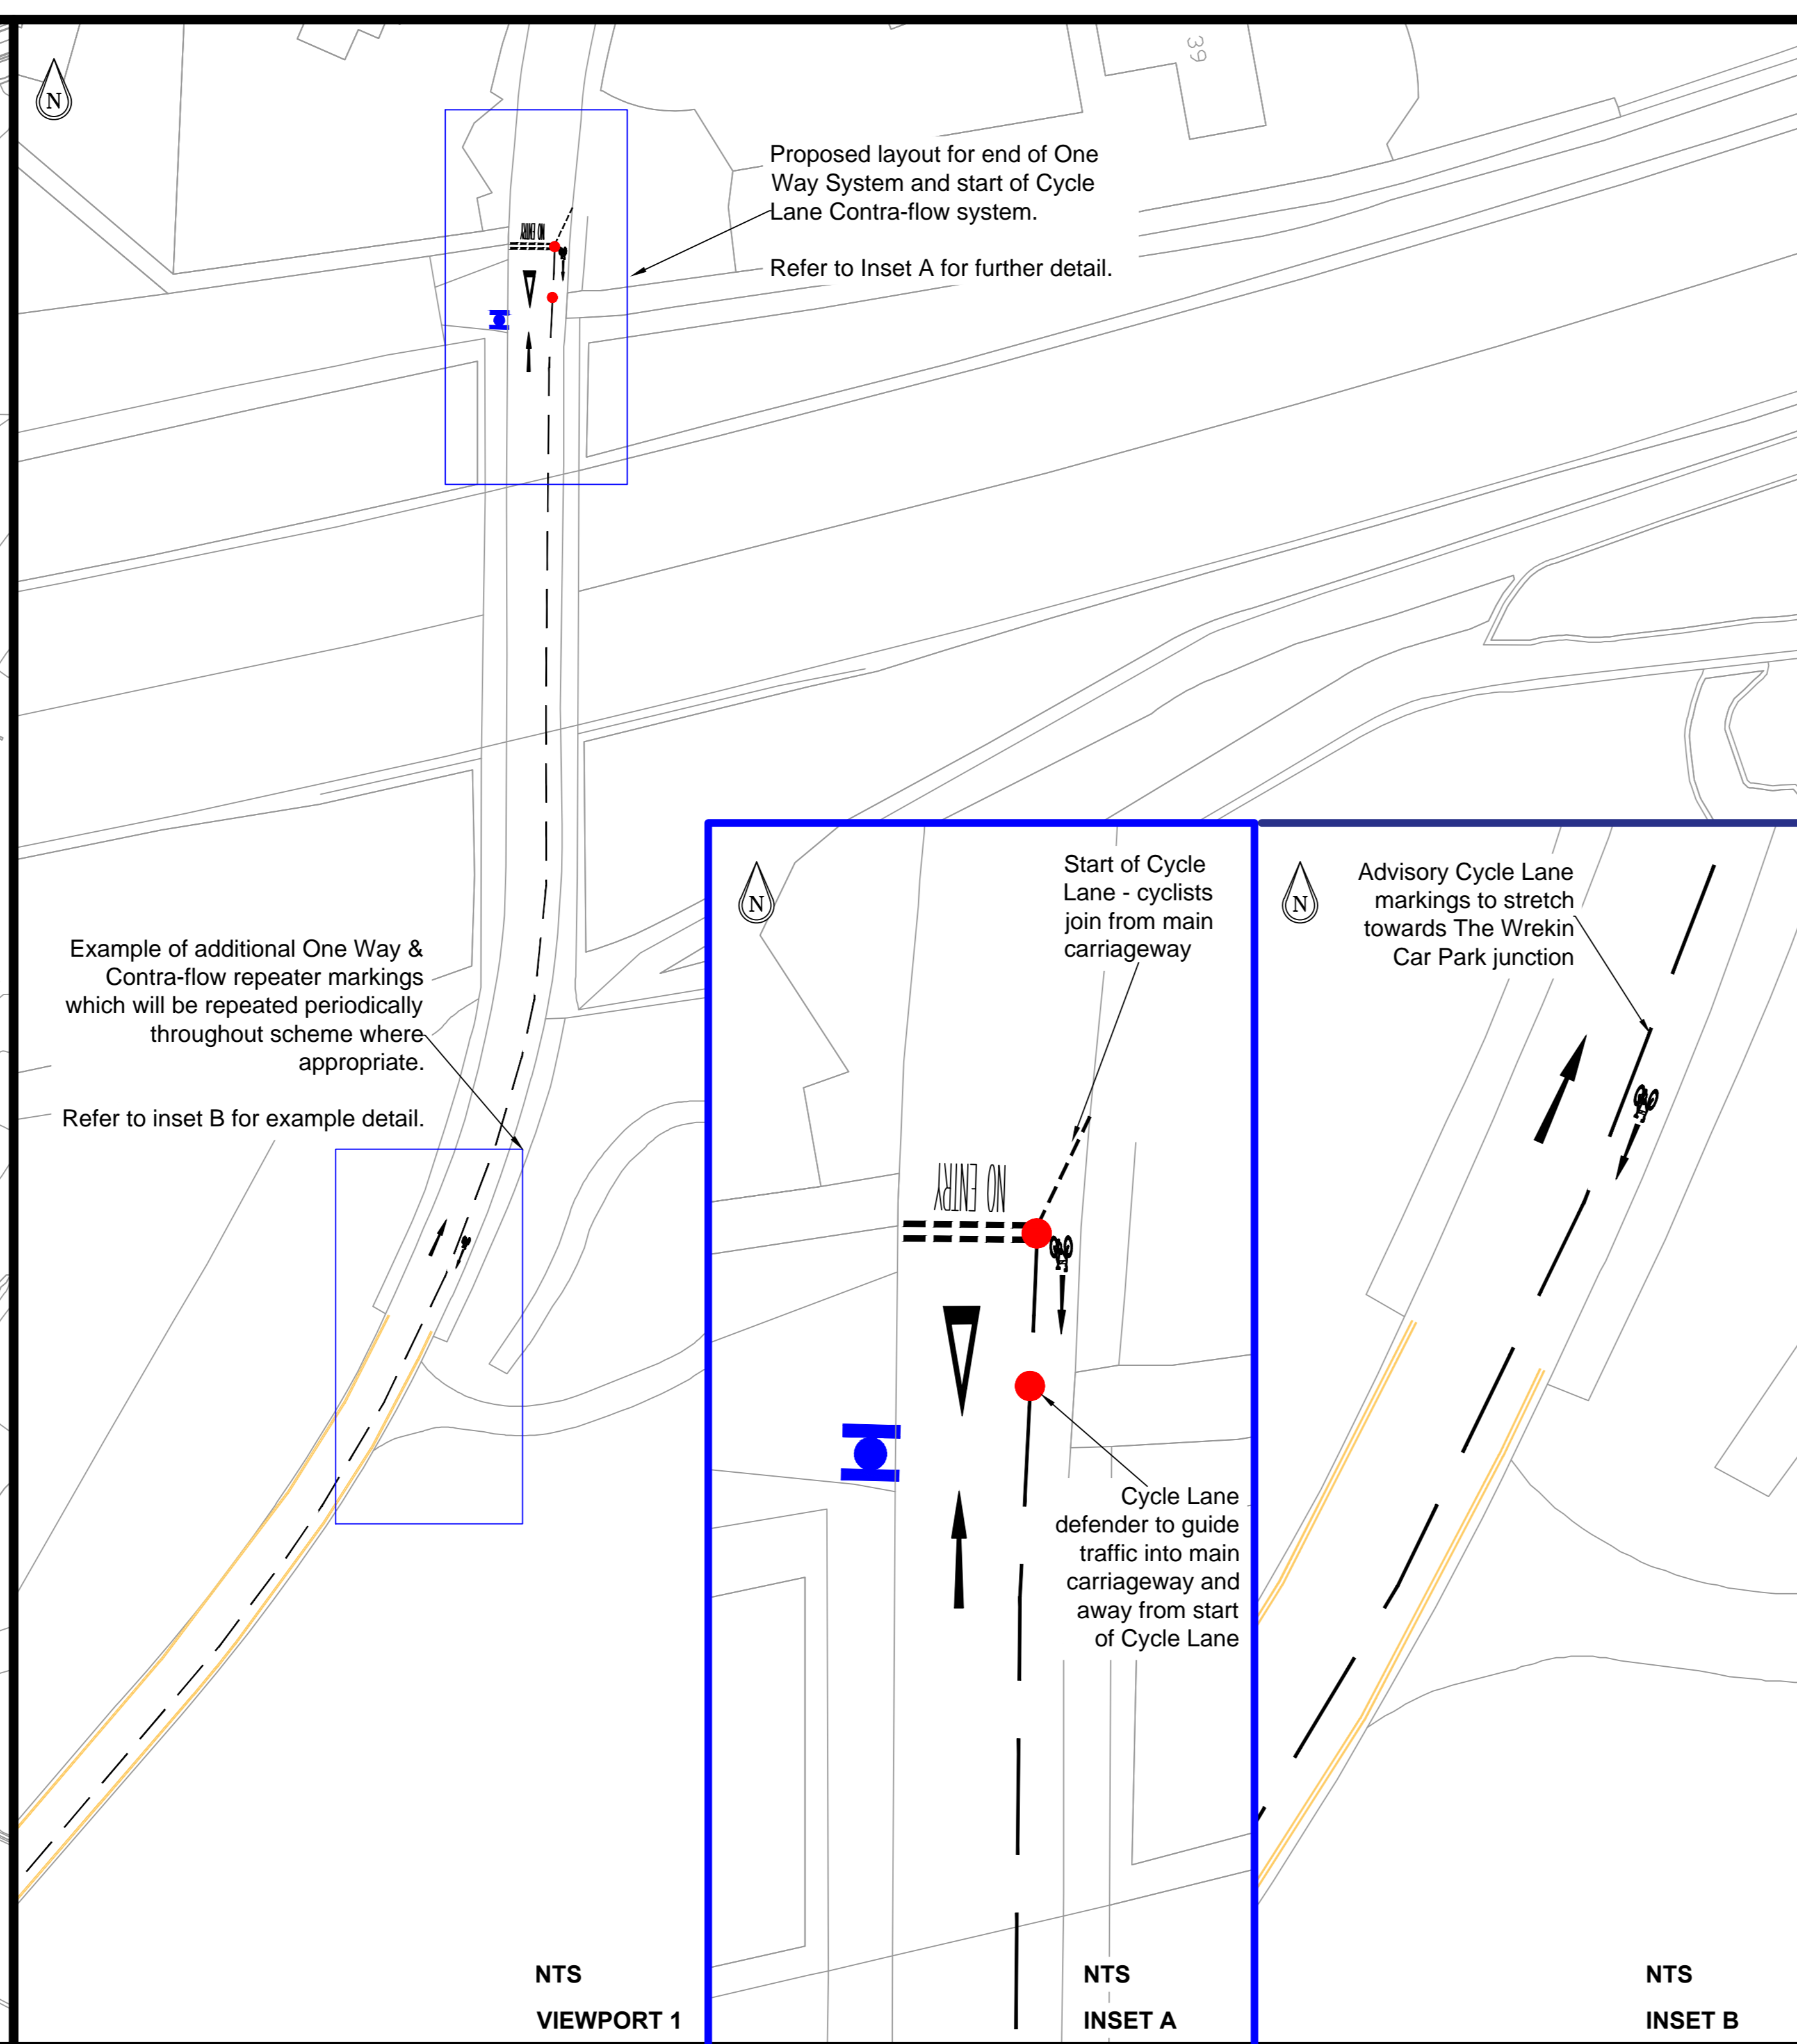 39
N
Proposed layout for end of One
Way System and start of Cycle
Lane Contra-flow system.
Refer to Inset A for further detail.
NO ENTRY
Example of additional One Way &
Contra-flow repeater markings
which will be repeated periodically
throughout scheme where
appropriate.
Refer to inset B for example detail.
NTS
VIEWPORT 1
N
Start of Cycle
Lane - cyclists
join from main
carriageway
NO ENTRY
Cycle Lane
defender to guide
traffic into main
carriageway and
away from start
of Cycle Lane
NTS
INSET A
N
Advisory Cycle Lane
markings to stretch
towards The Wrekin
Car Park junction
NTS
INSET B